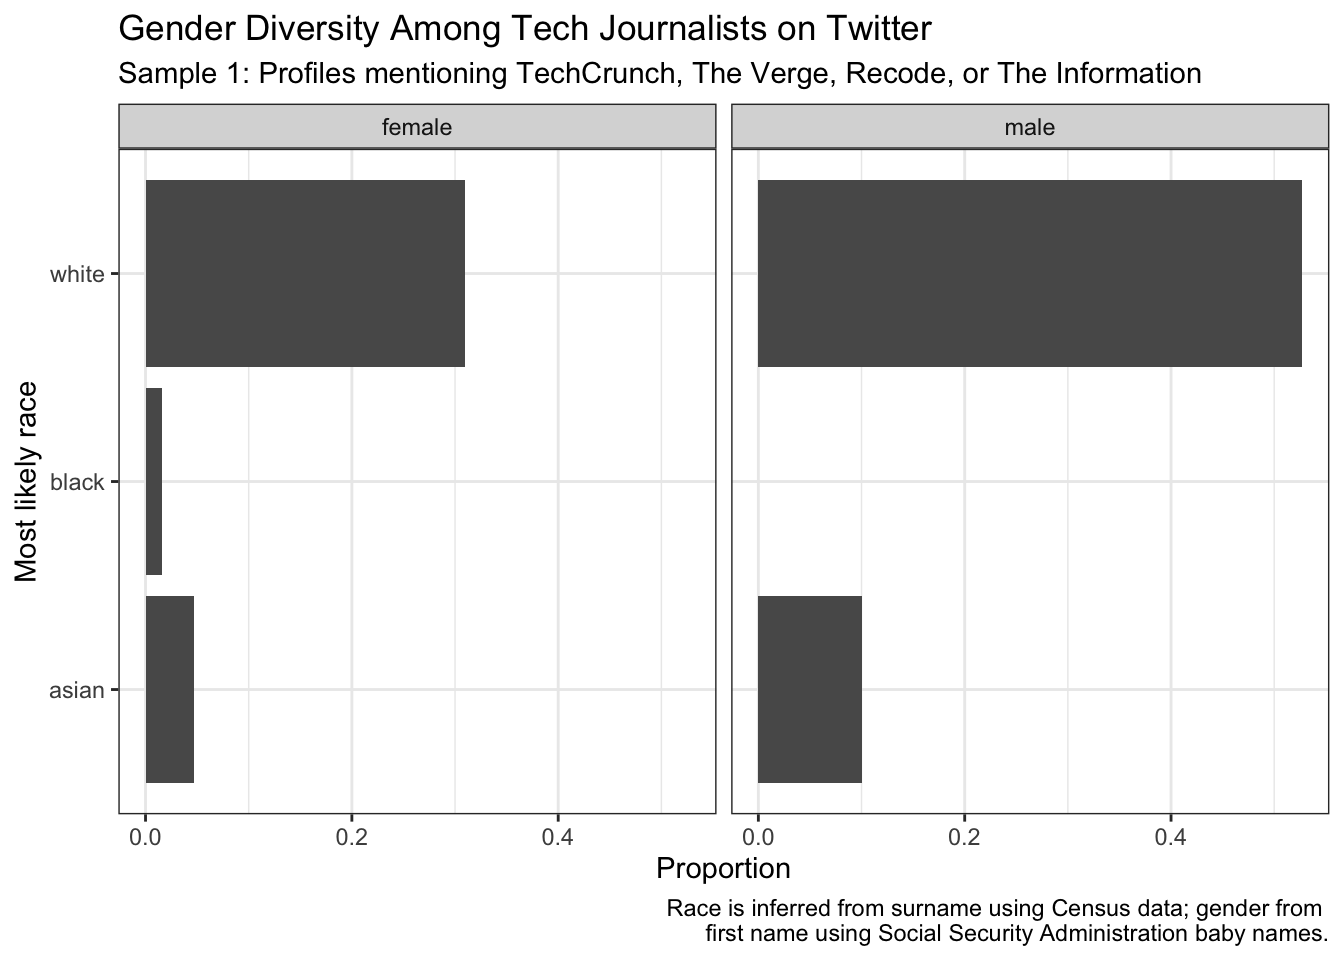 Gender Diversity Among Tech Journalists on Twitter
Sample 1: Profiles mentioning TechCrunch, The Verge, Recode, or The Information
female
male
Most likely race
white
black
asian
0.0
0.2
0.4
0.0
0.2
0.4
Proportion
Race is inferred from surname using Census data; gender from
first name using Social Security Administration baby names.